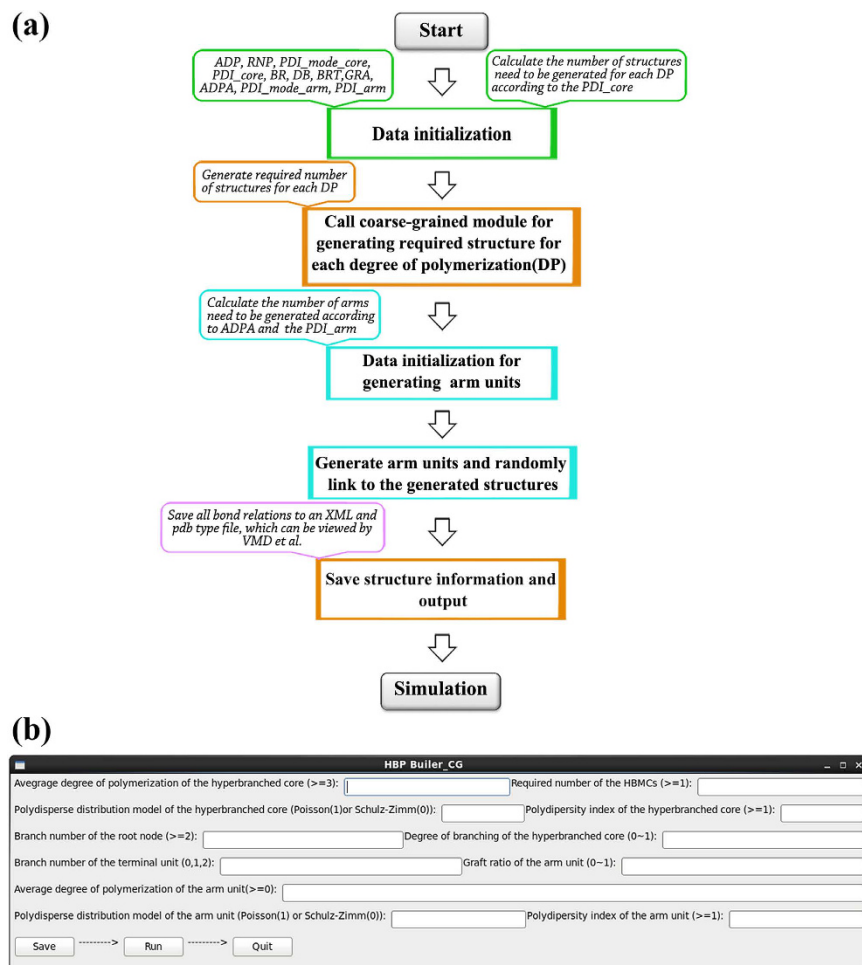 (a)
Start
ADP, RNP, PDI_mode_core,
PDI_core, BR, DB, BRT,GRA,
ADPA, PDI_mode_arm, PDI_arm
Calculate the number of structures
need to be generated for each DP
according to the PDI_core
Data initialization
Generate required number
of structures for each DP
Call coarse-grained module for
generating required structure for
each degree of polymerization(DP)
Calculate the number of arms
need to be generated according
to ADPA and the PDI_arm
Data initialization for
generating arm units
Generate arm units and randomly
link to the generated structures
Save all bond relations to an XML and
pdb type file, which can be viewed by
VMD et al.
Save structure information and
output
Simulation
(b)
HBP Builer_CG
Avegrage degree of polymerization of the hyperbranched core (>=3): Required number of the HBMCs (>=1):
Polydisperse distribution model of the hyperbranched core (Poisson(1)or Schulz-Zimm(0)): Polydipersity index of the hyperbranched core (>=1):
Branch number of the root node (>=2): Degree of branching of the hyperbranched core (0~1):
Branch number of the terminal unit (0,1,2): Graft ratio of the arm unit (0~1):
Average degree of polymerization of the arm unit(>=0):
Polydisperse distribution model of the arm unit (Poisson(1) or Schulz-Zimm(0)): Polydipersity index of the arm unit (>=1):
Save ---------> Run ---------> Quit